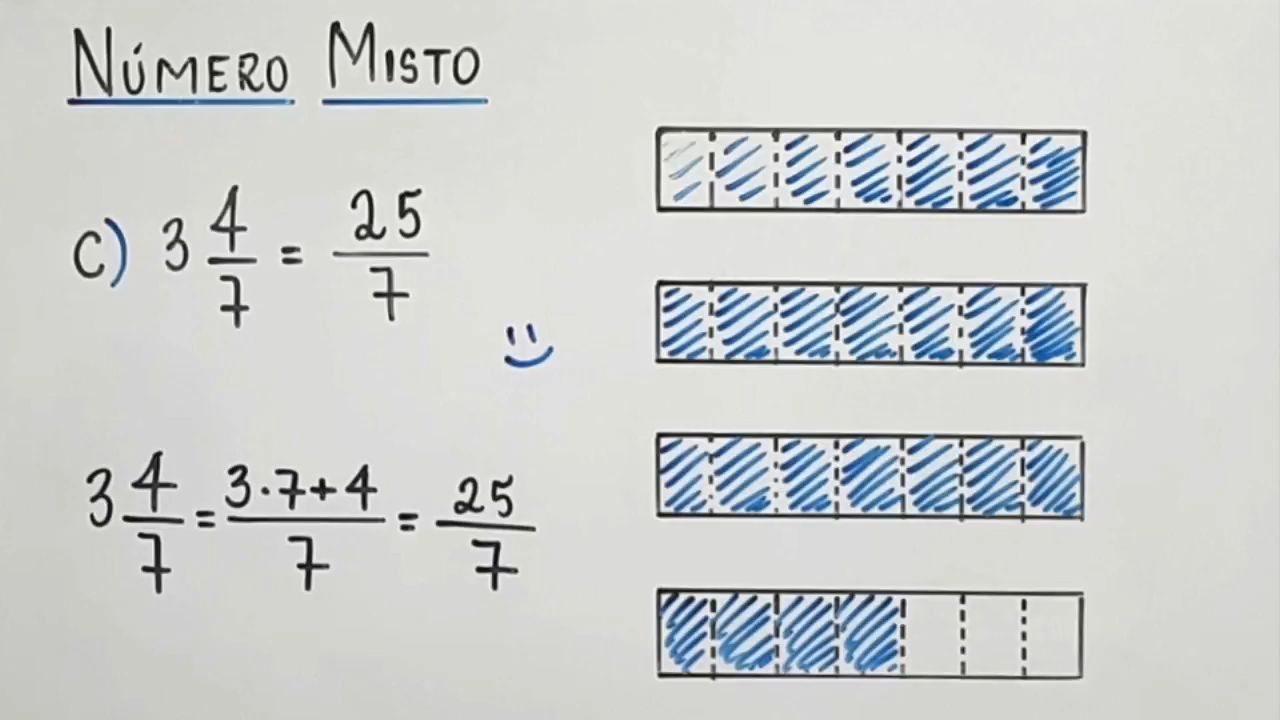 NÚMERO MISTO
C) 3 4/7 = 25/7
3 4/7 = 3·7+4/7 = 25/7